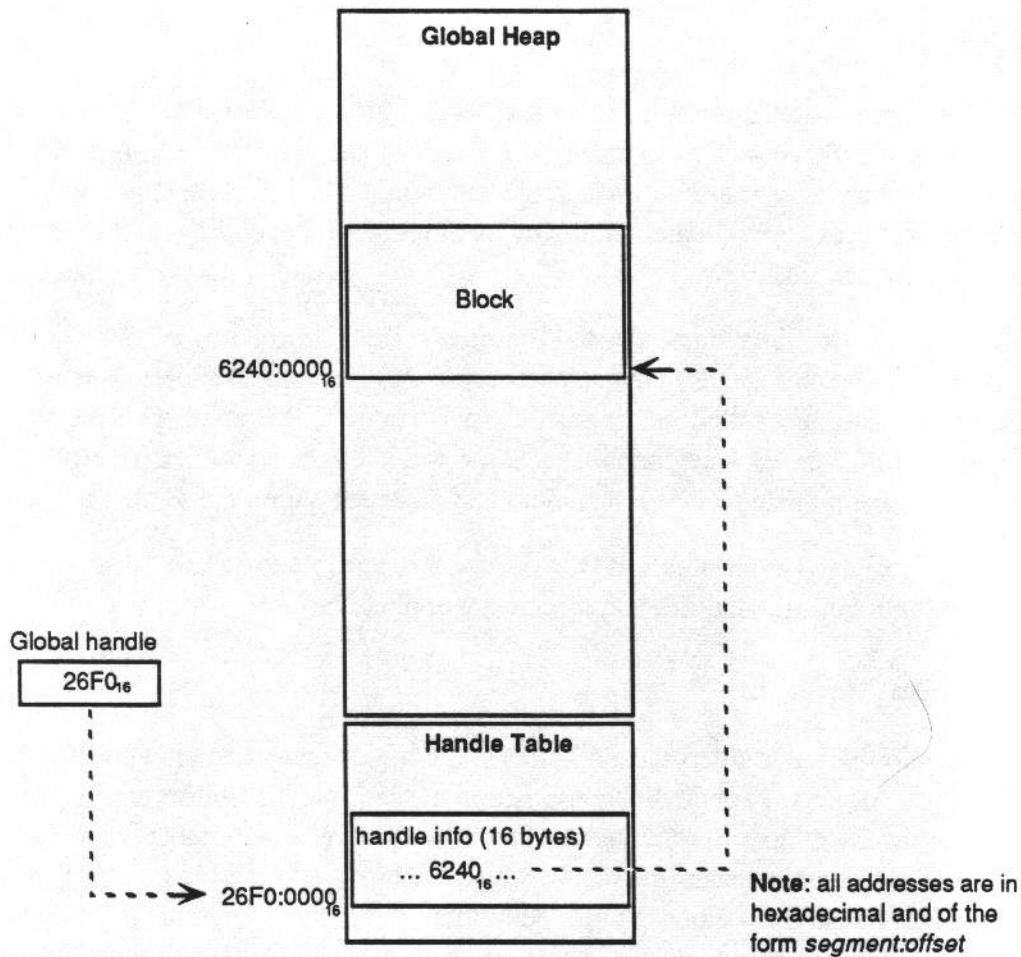 Global Heap
Block
6240:0000₁₆
Global handle
26F0₁₆
Handle Table
handle info (16 bytes)
... 6240₁₆ ...
26F0:0000₁₆
Note: all addresses are in
hexadecimal and of the
form segment:offset